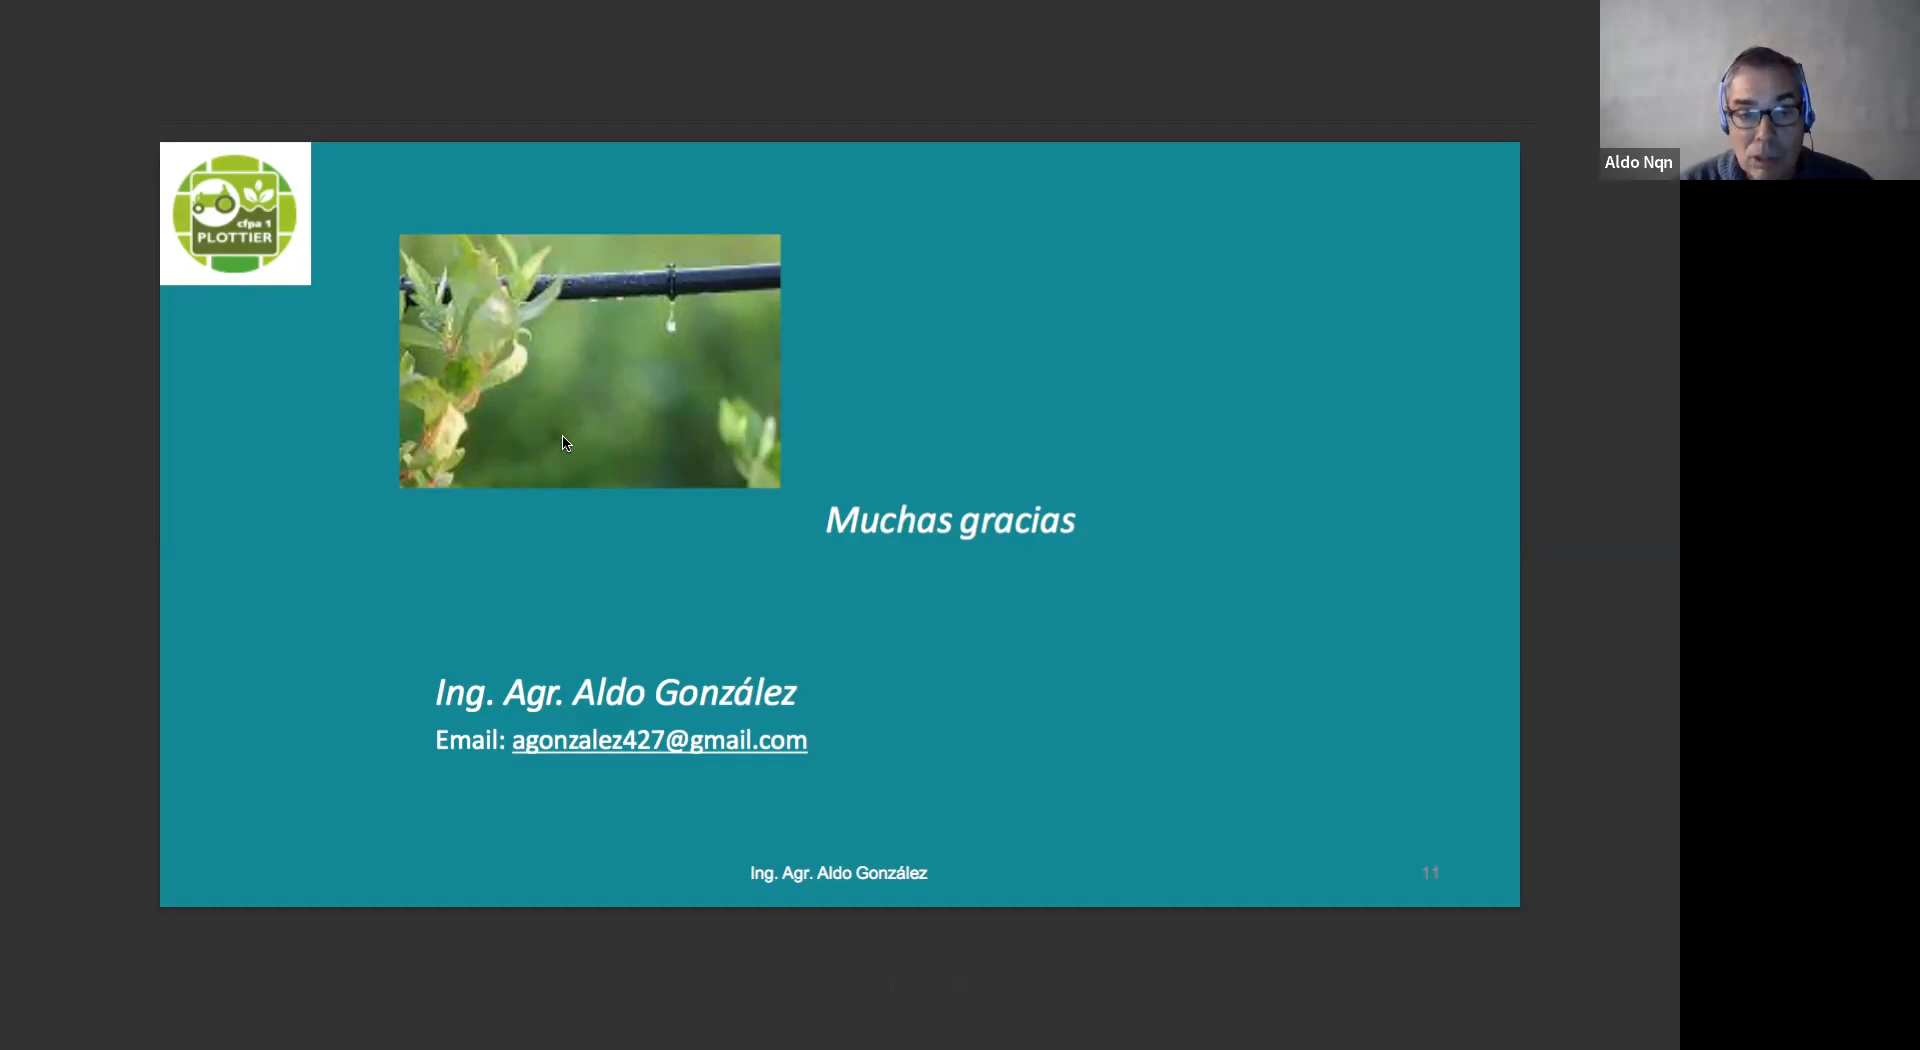 Aldo Nqn
cfpa 1
PLOTTIER
Muchas gracias
Ing. Agr. Aldo González
Email: agonzalez427@gmail.com
Ing. Agr. Aldo González
11